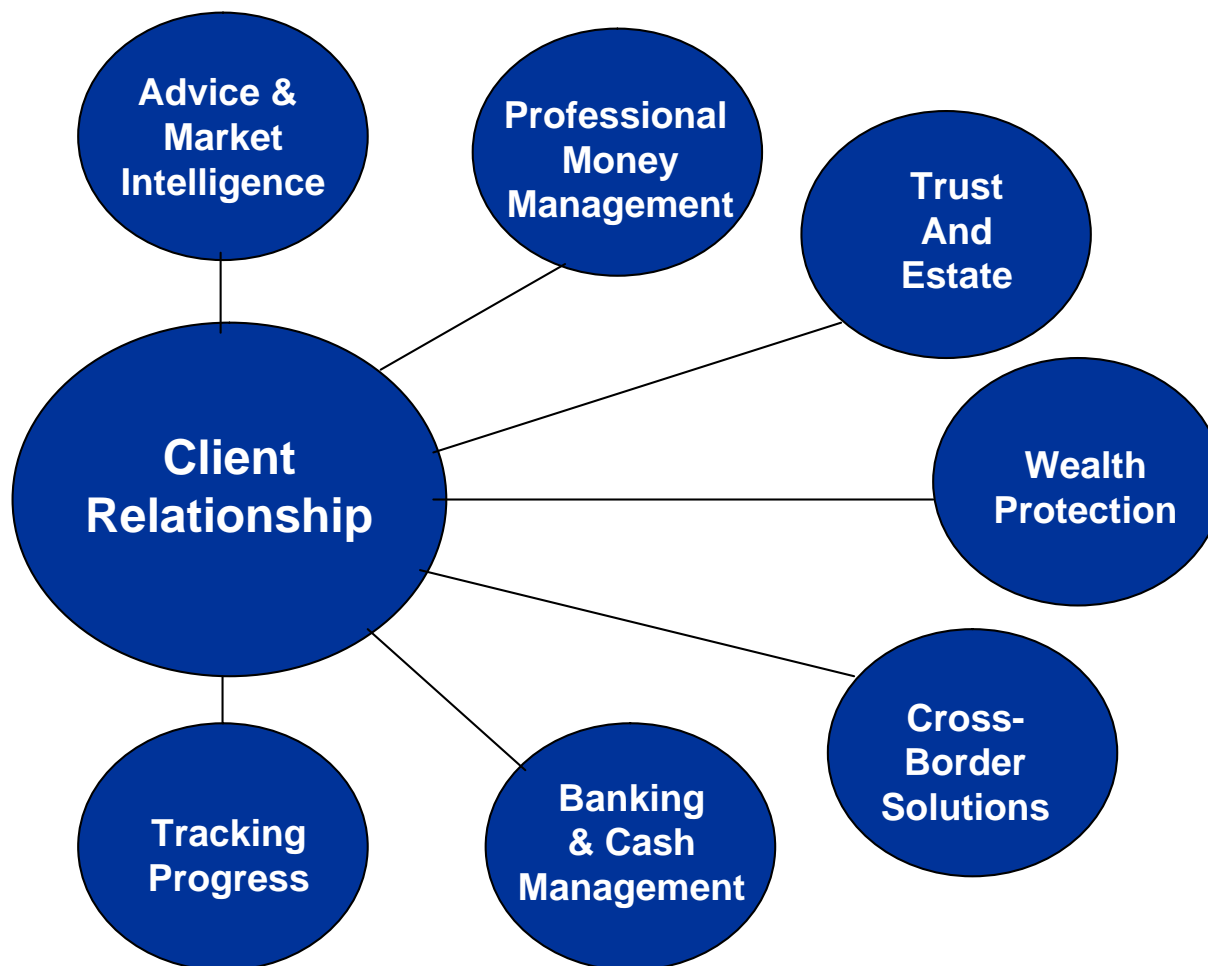 Advice &
Market
Intelligence
Professional
Money
Management
Trust
And
Estate
Client
Relationship
Wealth
Protection
Cross-
Border
Solutions
Banking
& Cash
Management
Tracking
Progress